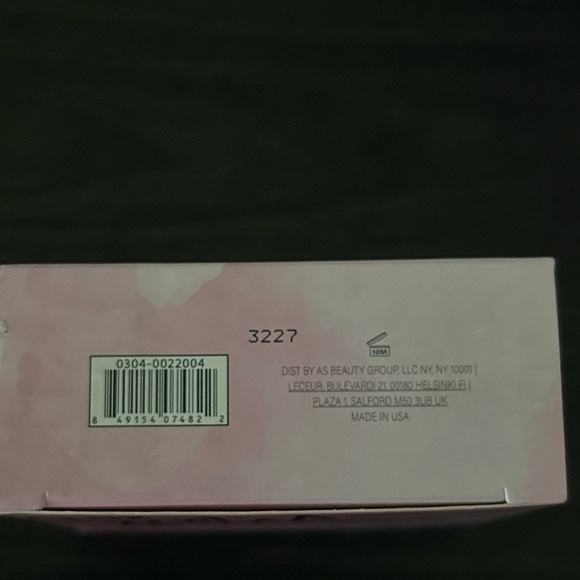 3227
12M
0304-0022004
8 49154 07482 2
DIST BY AS BEAUTY GROUP, LLC NY, NY 10001 |
LECEUR, BULEVARDI 21, 00180 HELSINKI FI |
PLAZA 1, SALFORD M50 3UB UK
MADE IN USA